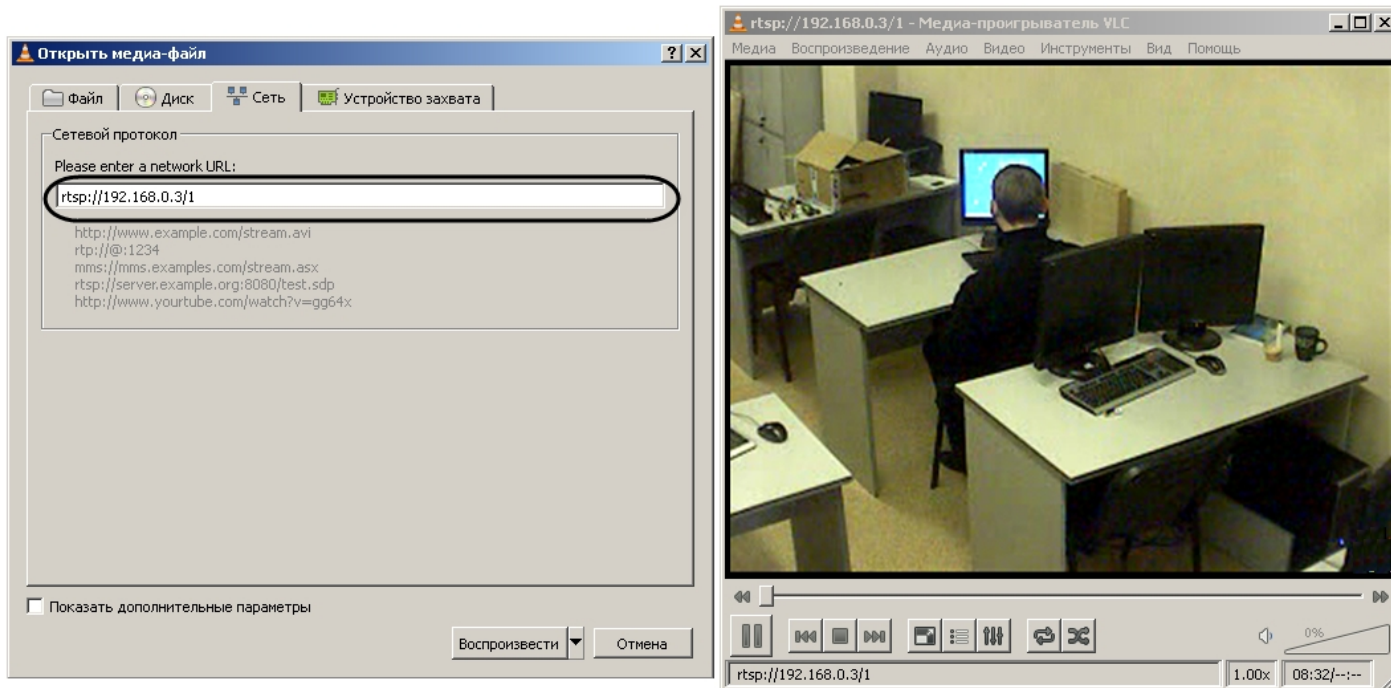 Открыть медиа-файл
Файл
Диск
Сеть
Устройство захвата
Сетевой протокол
Please enter a network URL:
rtsp://192.168.0.3/1
http://www.example.com/stream.avi
rtp://@:1234
mms://mms.examples.com/stream.asx
rtsp://server.example.org:8080/test.sdp
http://www.yourtube.com/watch?v=gg64x
Показать дополнительные параметры
Воспроизвести
Отмена
rtsp://192.168.0.3/1 - Медиа-проигрыватель VLC
Медиа Воспроизведение Аудио Видео Инструменты Вид Помощь
0%
rtsp://192.168.0.3/1
1.00x
08:32/--:--